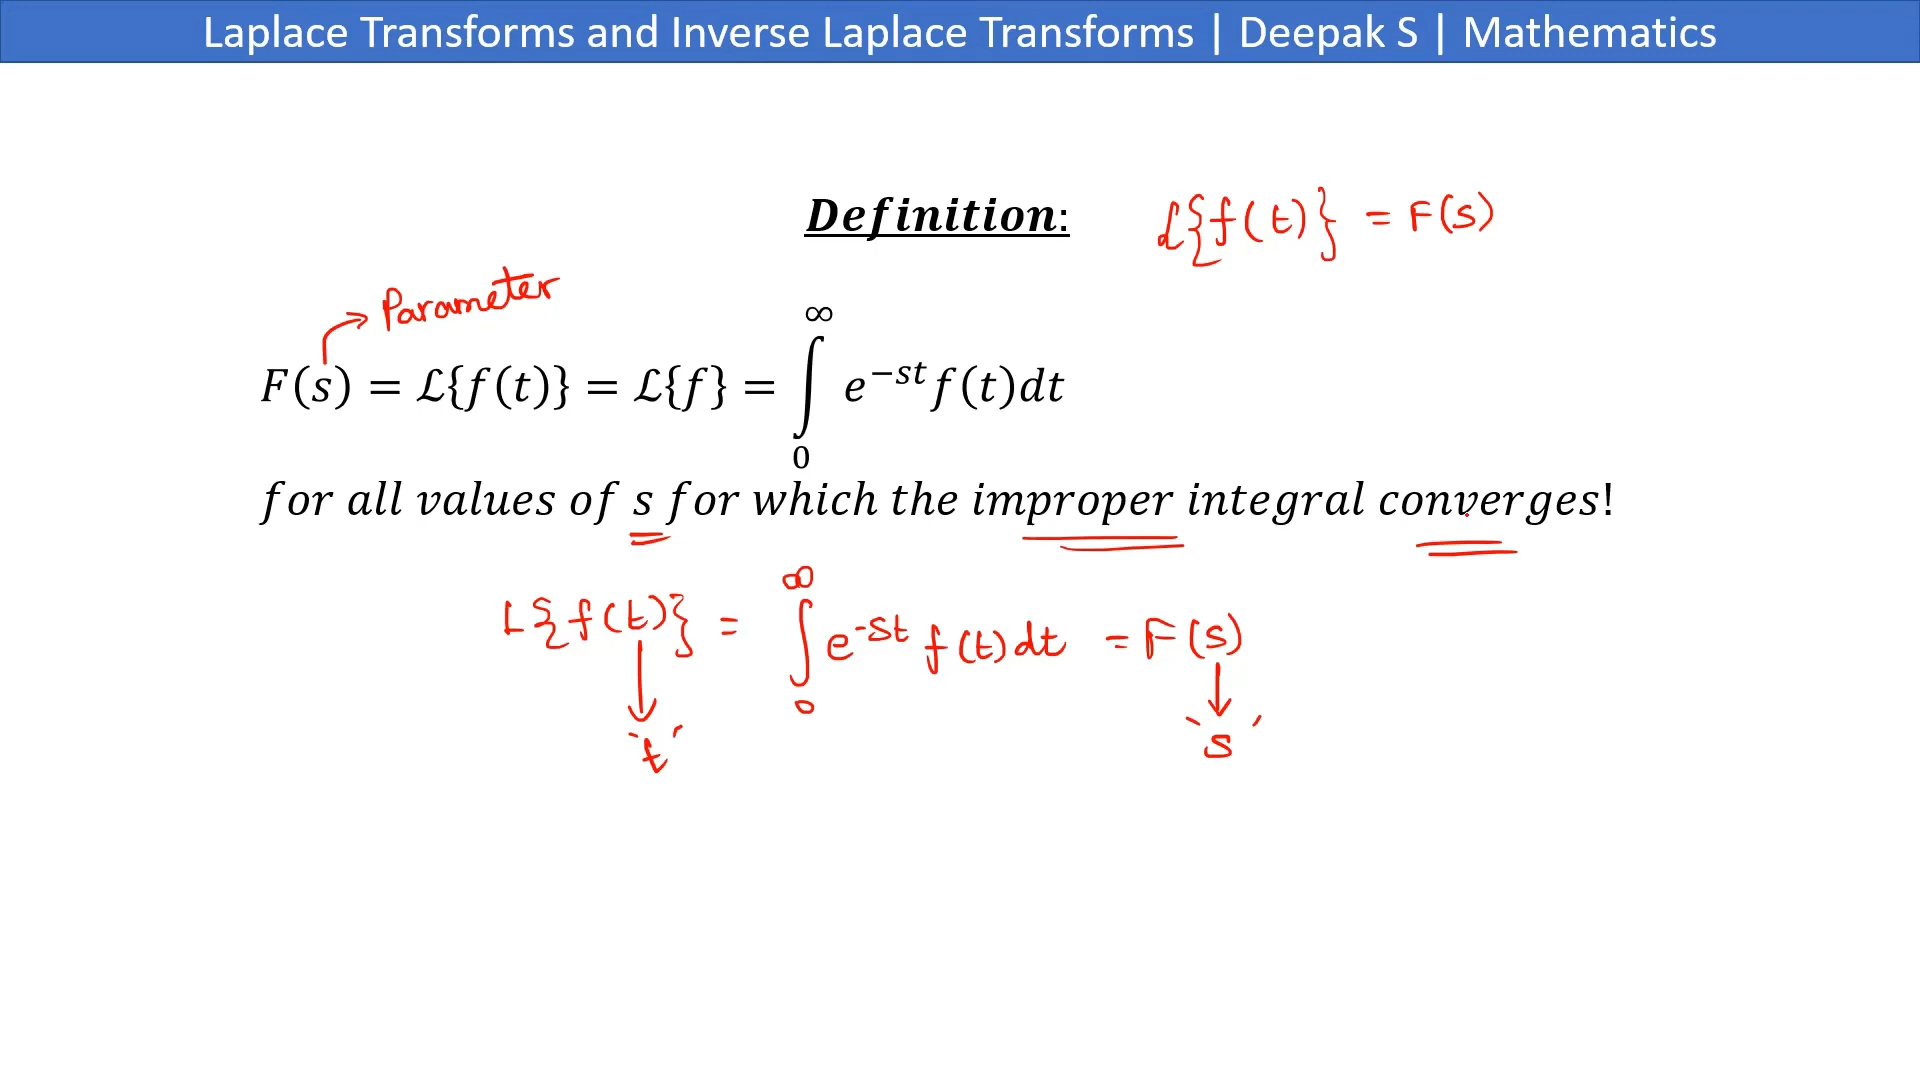 Laplace Transforms and Inverse Laplace Transforms | Deepak S | Mathematics
Definition: ℒ{f(t)} = F(s)
Parameter
F(s) = ℒ{f(t)} = ℒ{f} = ∫₀^∞ e^{-st} f(t)dt
for all values of s for which the improper integral converges!
L{f(t)} = ∫₀^∞ e^{-st} f(t) dt = F(s)
't' 's'